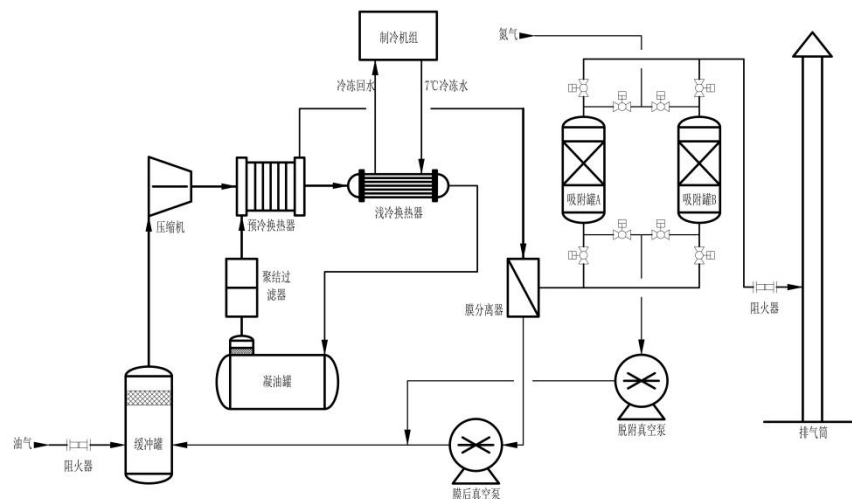 制冷机组
氮气
冷冻回水
7℃冷冻水
压缩机
预冷换热器
浅冷换热器
吸附罐A
吸附罐B
聚结过
滤器
膜分离器
阻火器
凝油罐
油气
阻火器
缓冲罐
膜后真空泵
脱附真空泵
排气筒